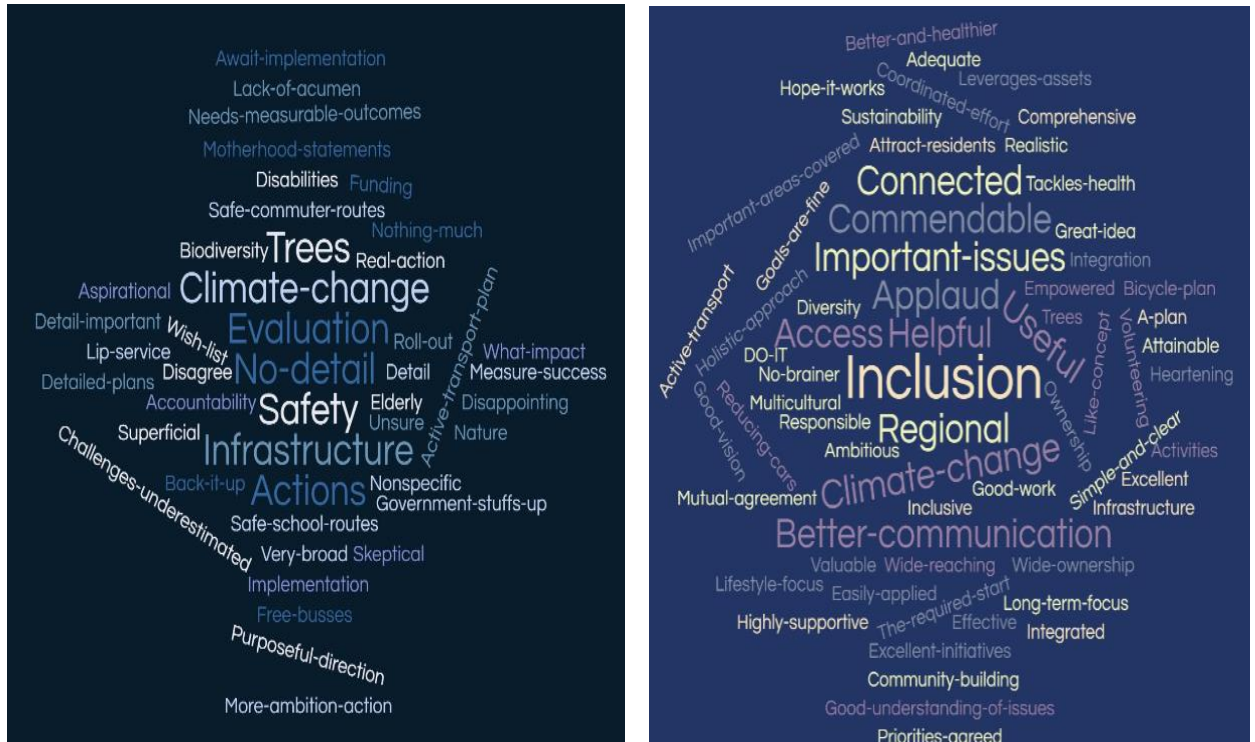 Await-implementation
Lack-of-acumen
Needs-measurable-outcomes
Motherhood-statements
Disabilities Funding
Safe-commuter-routes
Nothing-much
Biodiversity Trees Real-action
Aspirational Climate-change
Detail-important Wish-list Evaluation Roll-out
Active-transport-plan
Lip-service
What-impact
Disagree No-detail Detail Measure-success
Detailed-plans
Accountability Safety Elderly Disappointing
Unsure
Superficial Infrastructure Nature
Challenges-underestimated
Back-it-up Actions Nonspecific
Government-stuffs-up
Safe-school-routes
Very-broad Skeptical
Implementation
Free-busses
Purposeful-direction
More-ambition-action
Better-and-healthier
Adequate
Coordinated-effort
Leverages-assets
Hope-it-works
Sustainability Comprehensive
Important-areas-covered
Attract-residents Realistic
Connected Tackles-health
Goals-are-fine
Commendable Great-idea
Important-issues Integration
Active-transport
Holistic-approach
Diversity Applaud Useful Empowered Bicycle-plan
Trees
Like-concept
Volunteering
A-plan
Access Helpful
Attainable
DO-IT
No-brainer Inclusion Heartening
Good-vision
Reducing-cars
Multicultural
Ownership
Responsible Regional
Simple-and-clear
Ambitious
Activities
Climate-change
Good-work Excellent
Mutual-agreement
Inclusive Infrastructure
Better-communication
Valuable Wide-reaching Wide-ownership
Lifestyle-focus Easily-applied
The-required-start
Long-term-focus
Highly-supportive Effective Integrated
Excellent-initiatives
Community-building
Good-understanding-of-issues
Priorities-agreed